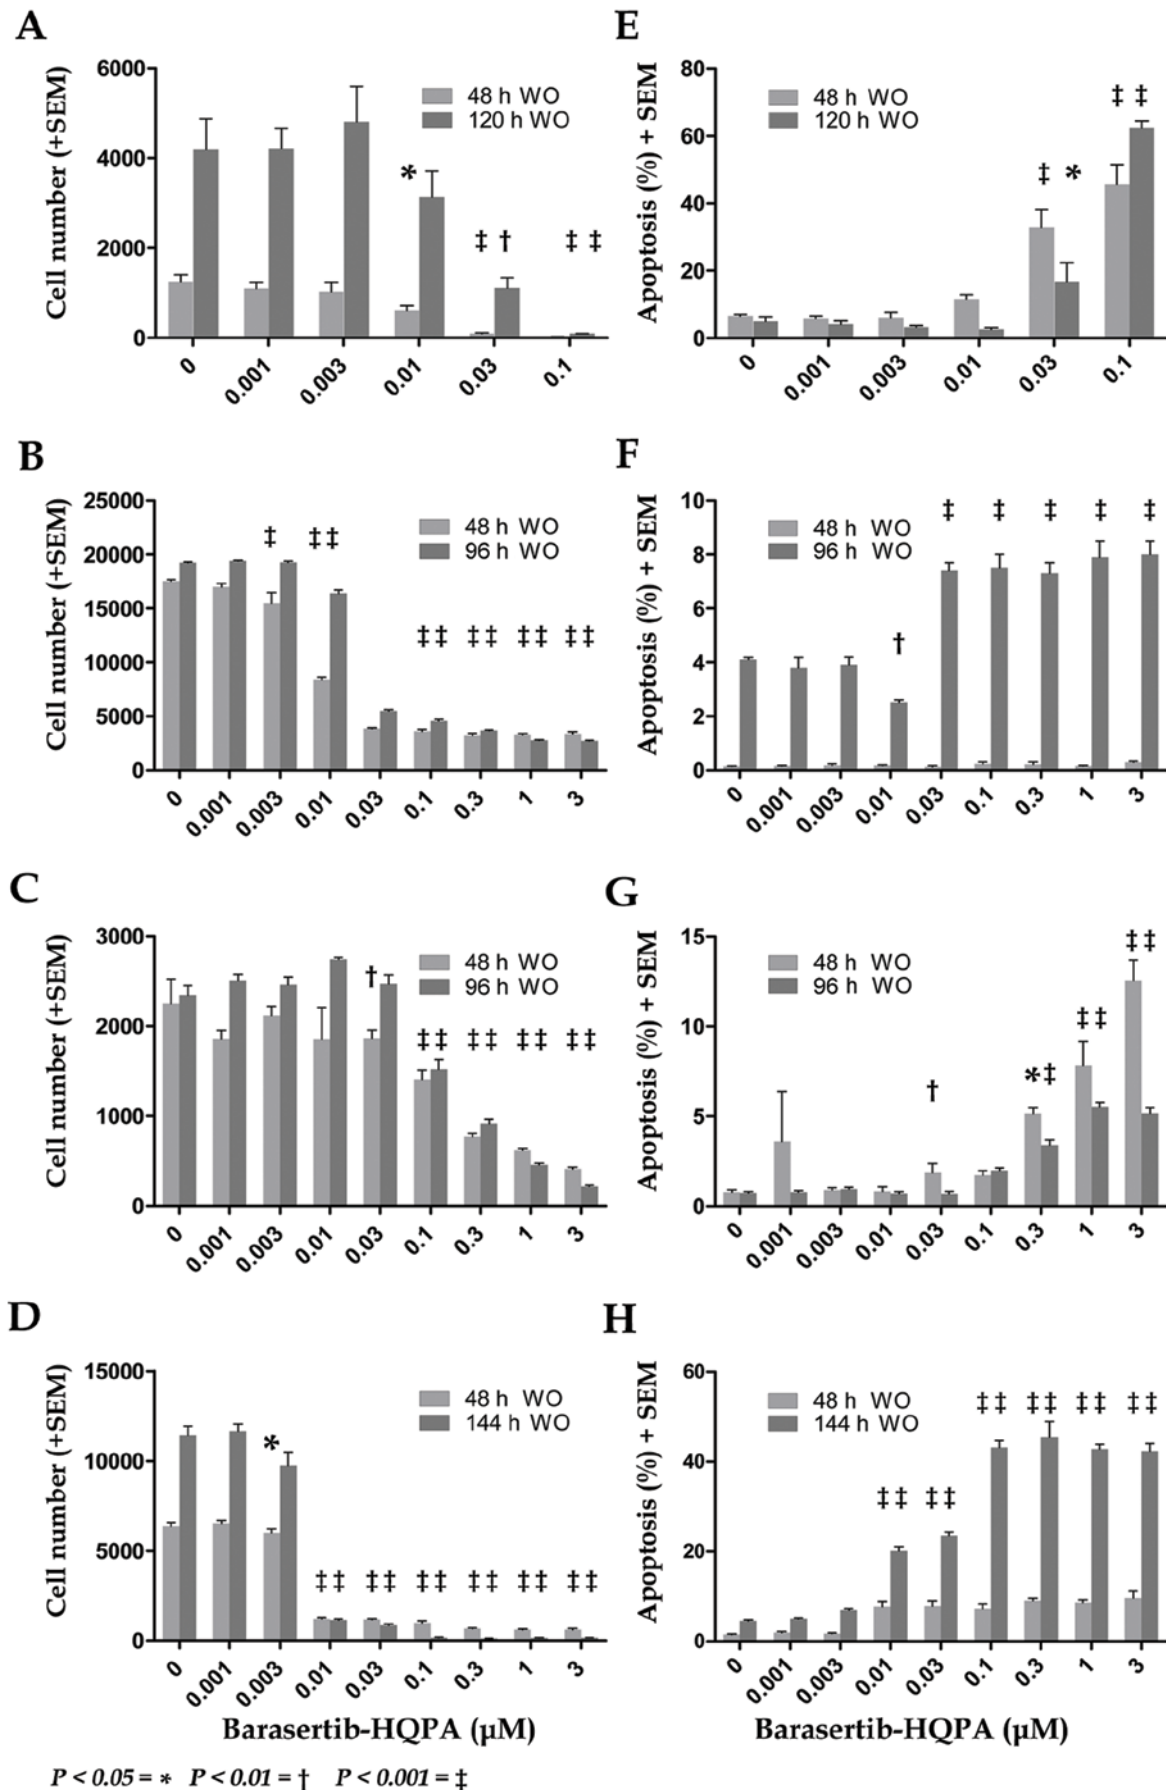 A
Cell number (+SEM)
6000
4000
2000
0
48 h WO
120 h WO
*
‡ †
‡ ‡
0 0.001 0.003 0.01 0.03 0.1
E
Apoptosis (%) + SEM
80
60
40
20
0
48 h WO
120 h WO
‡ *
‡ ‡
0 0.001 0.003 0.01 0.03 0.1
B
Cell number (+SEM)
25000
20000
15000
10000
5000
0
48 h WO
96 h WO
‡ ‡‡
‡‡ ‡‡ ‡‡ ‡‡
0 0.001 0.003 0.01 0.03 0.1 0.3 1 3
F
Apoptosis (%) + SEM
10
8
6
4
2
0
48 h WO
96 h WO
†
‡ ‡ ‡ ‡ ‡
0 0.001 0.003 0.01 0.03 0.1 0.3 1 3
C
Cell number (+SEM)
3000
2000
1000
0
48 h WO
96 h WO
†
‡‡ ‡‡ ‡‡ ‡‡
0 0.001 0.003 0.01 0.03 0.1 0.3 1 3
G
Apoptosis (%) + SEM
15
10
5
0
48 h WO
96 h WO
†
*‡
‡‡
‡‡
0 0.001 0.003 0.01 0.03 0.1 0.3 1 3
D
Cell number (+SEM)
15000
10000
5000
0
48 h WO
144 h WO
*
‡‡ ‡‡ ‡‡ ‡‡ ‡‡ ‡‡
0 0.001 0.003 0.01 0.03 0.1 0.3 1 3
Barasertib-HQPA (µM)
H
Apoptosis (%) + SEM
60
40
20
0
48 h WO
144 h WO
‡‡ ‡‡
‡‡ ‡‡ ‡‡ ‡‡
0 0.001 0.003 0.01 0.03 0.1 0.3 1 3
Barasertib-HQPA (µM)
P < 0.05 = * P < 0.01 = † P < 0.001 = ‡